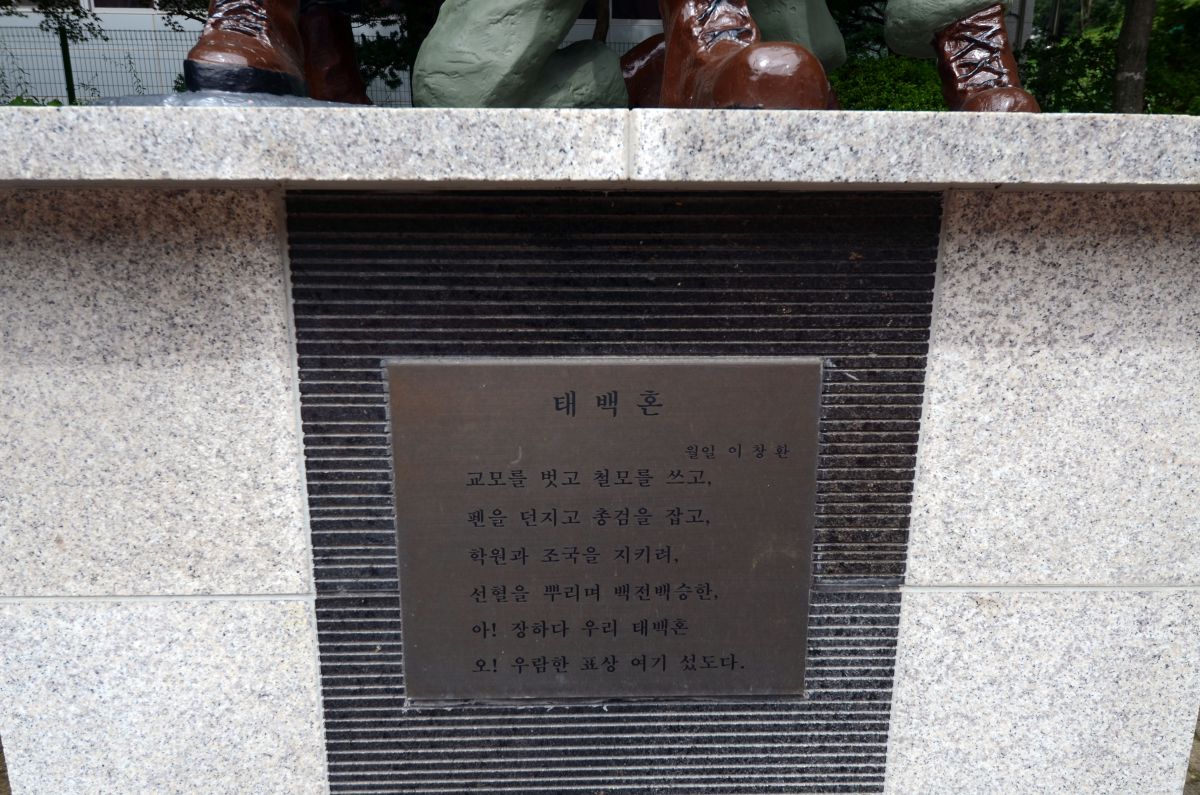 태백혼
월일 이창환
교모를 벗고 철모를 쓰고,
펜을 던지고 총검을 잡고,
학원과 조국을 지키려,
선혈을 뿌리며 백전백승한,
아! 장하다 우리 태백혼
오! 우람한 표상 여기 섰도다.